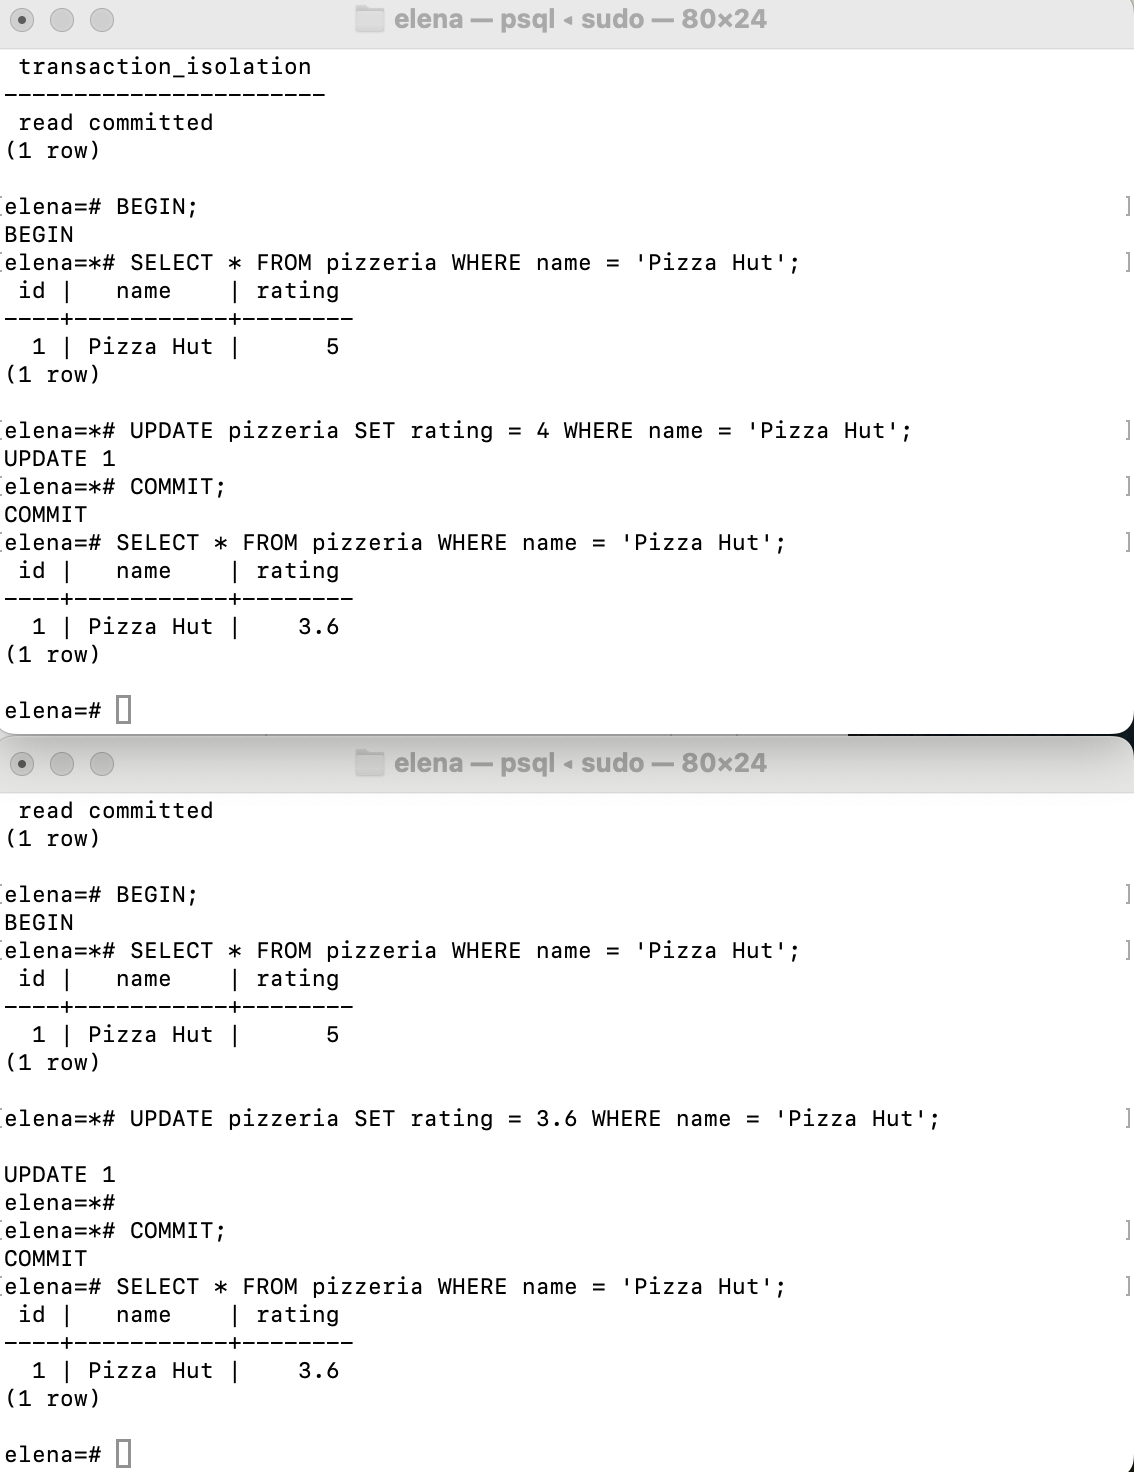 elena — psql ◂ sudo — 80×24
transaction_isolation
-----------------------
read committed
(1 row)
[elena=# BEGIN; ]
BEGIN
[elena=*# SELECT * FROM pizzeria WHERE name = 'Pizza Hut'; ]
 id |   name    | rating
----+-----------+--------
  1 | Pizza Hut |      5
(1 row)
[elena=*# UPDATE pizzeria SET rating = 4 WHERE name = 'Pizza Hut'; ]
UPDATE 1
[elena=*# COMMIT; ]
COMMIT
[elena=# SELECT * FROM pizzeria WHERE name = 'Pizza Hut'; ]
 id |   name    | rating
----+-----------+--------
  1 | Pizza Hut |    3.6
(1 row)
elena=#
elena — psql ◂ sudo — 80×24
read committed
(1 row)
[elena=# BEGIN; ]
BEGIN
[elena=*# SELECT * FROM pizzeria WHERE name = 'Pizza Hut'; ]
 id |   name    | rating
----+-----------+--------
  1 | Pizza Hut |      5
(1 row)
[elena=*# UPDATE pizzeria SET rating = 3.6 WHERE name = 'Pizza Hut'; ]
UPDATE 1
elena=*#
[elena=*# COMMIT; ]
COMMIT
[elena=# SELECT * FROM pizzeria WHERE name = 'Pizza Hut'; ]
 id |   name    | rating
----+-----------+--------
  1 | Pizza Hut |    3.6
(1 row)
elena=#